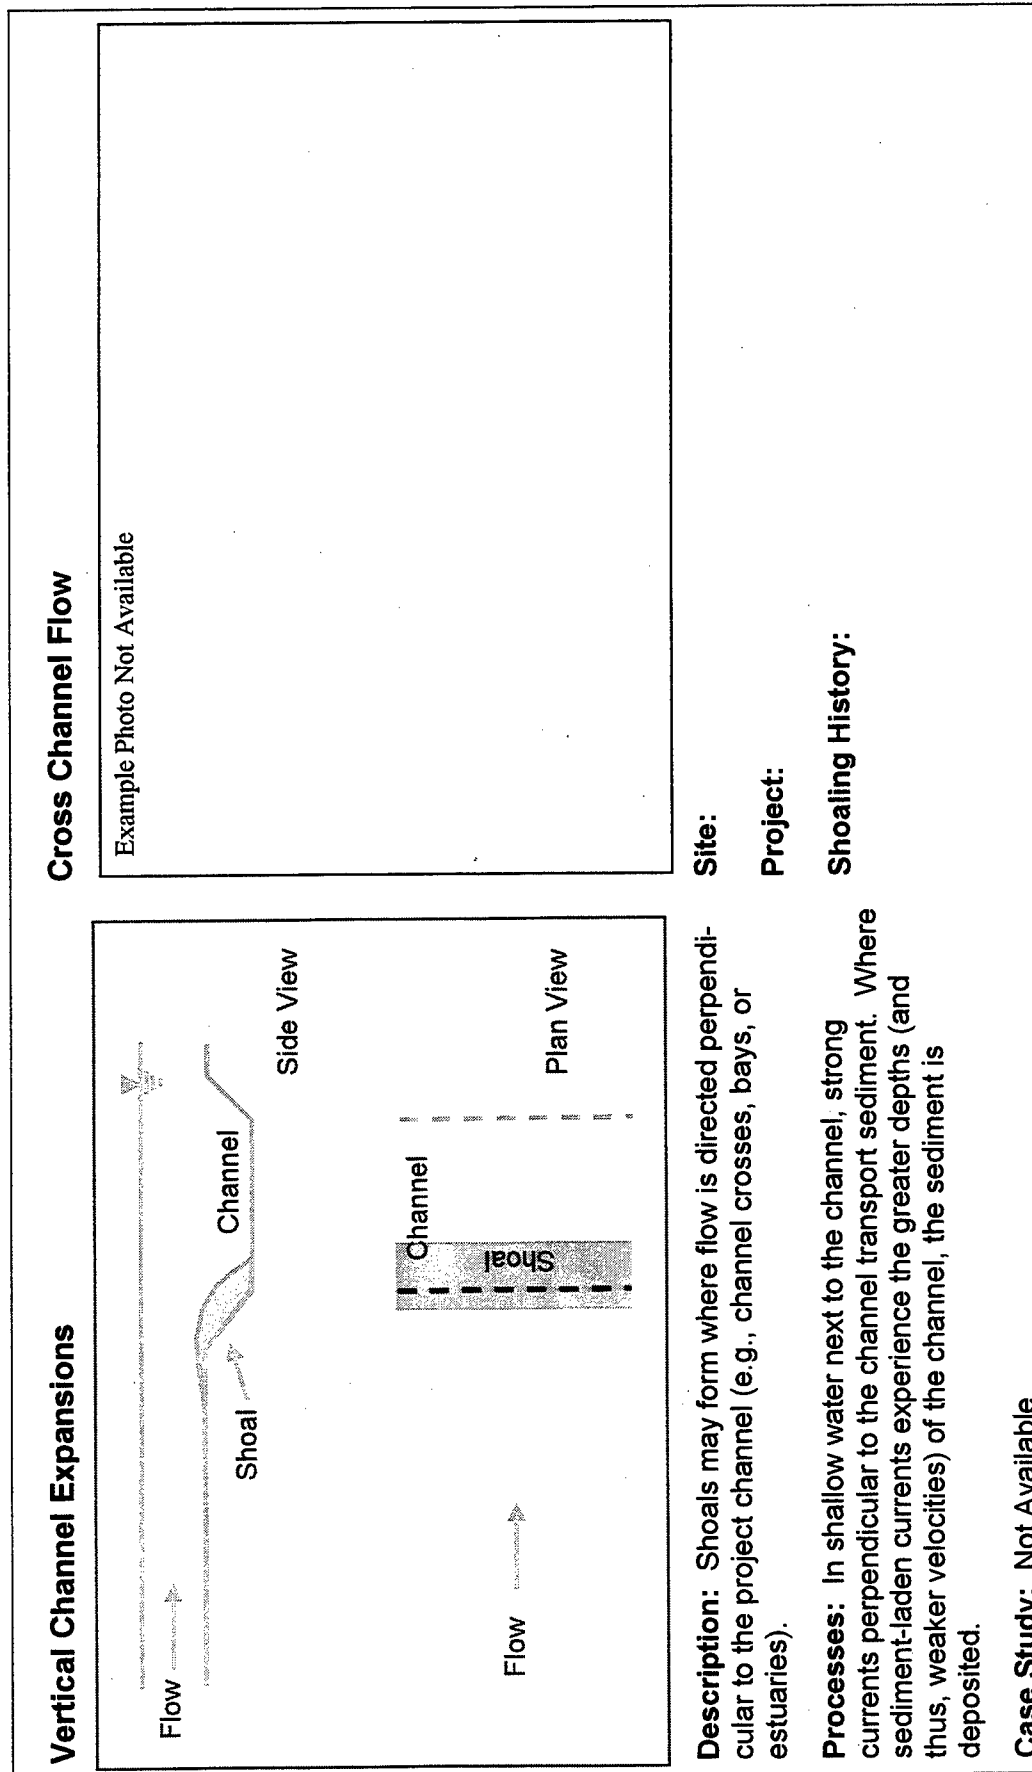 Vertical Channel Expansions
Flow
Shoal
Channel
Side View
Flow
Channel
Shoal
Plan View
Description: Shoals may form where flow is directed perpendi-
cular to the project channel (e.g., channel crosses, bays, or
estuaries).
Processes: In shallow water next to the channel, strong
currents perpendicular to the channel transport sediment. Where
sediment-laden currents experience the greater depths (and
thus, weaker velocities) of the channel, the sediment is
deposited.
Case Study: Not Available
Cross Channel Flow
Example Photo Not Available
Site:
Project:
Shoaling History: